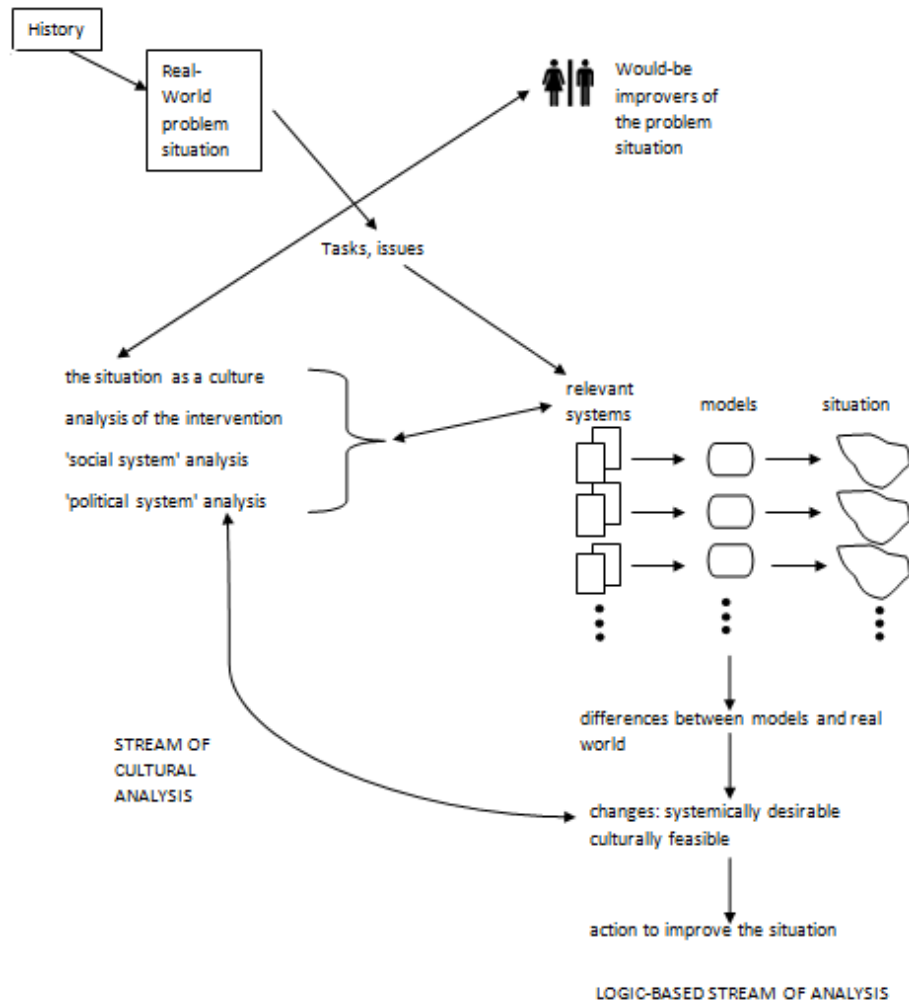 History
Real-
World
problem
situation
Would-be
improvers of
the problem
situation
Tasks, issues
the situation as a culture
analysis of the intervention
'social system' analysis
'political system' analysis
relevant
systems
models
situation
differences between models and real
world
STREAM OF
CULTURAL
ANALYSIS
changes: systemically desirable
culturally feasible
action to improve the situation
LOGIC-BASED STREAM OF ANALYSIS